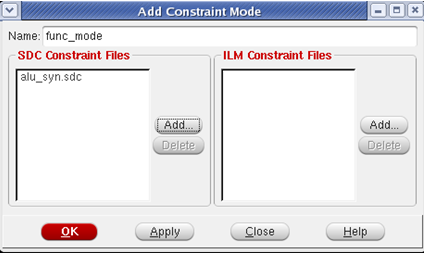 Add Constraint Mode
Name: func_mode
SDC Constraint Files
ILM Constraint Files
alu_syn.sdc
Add...
Delete
Add...
Delete
OK
Apply
Close
Help